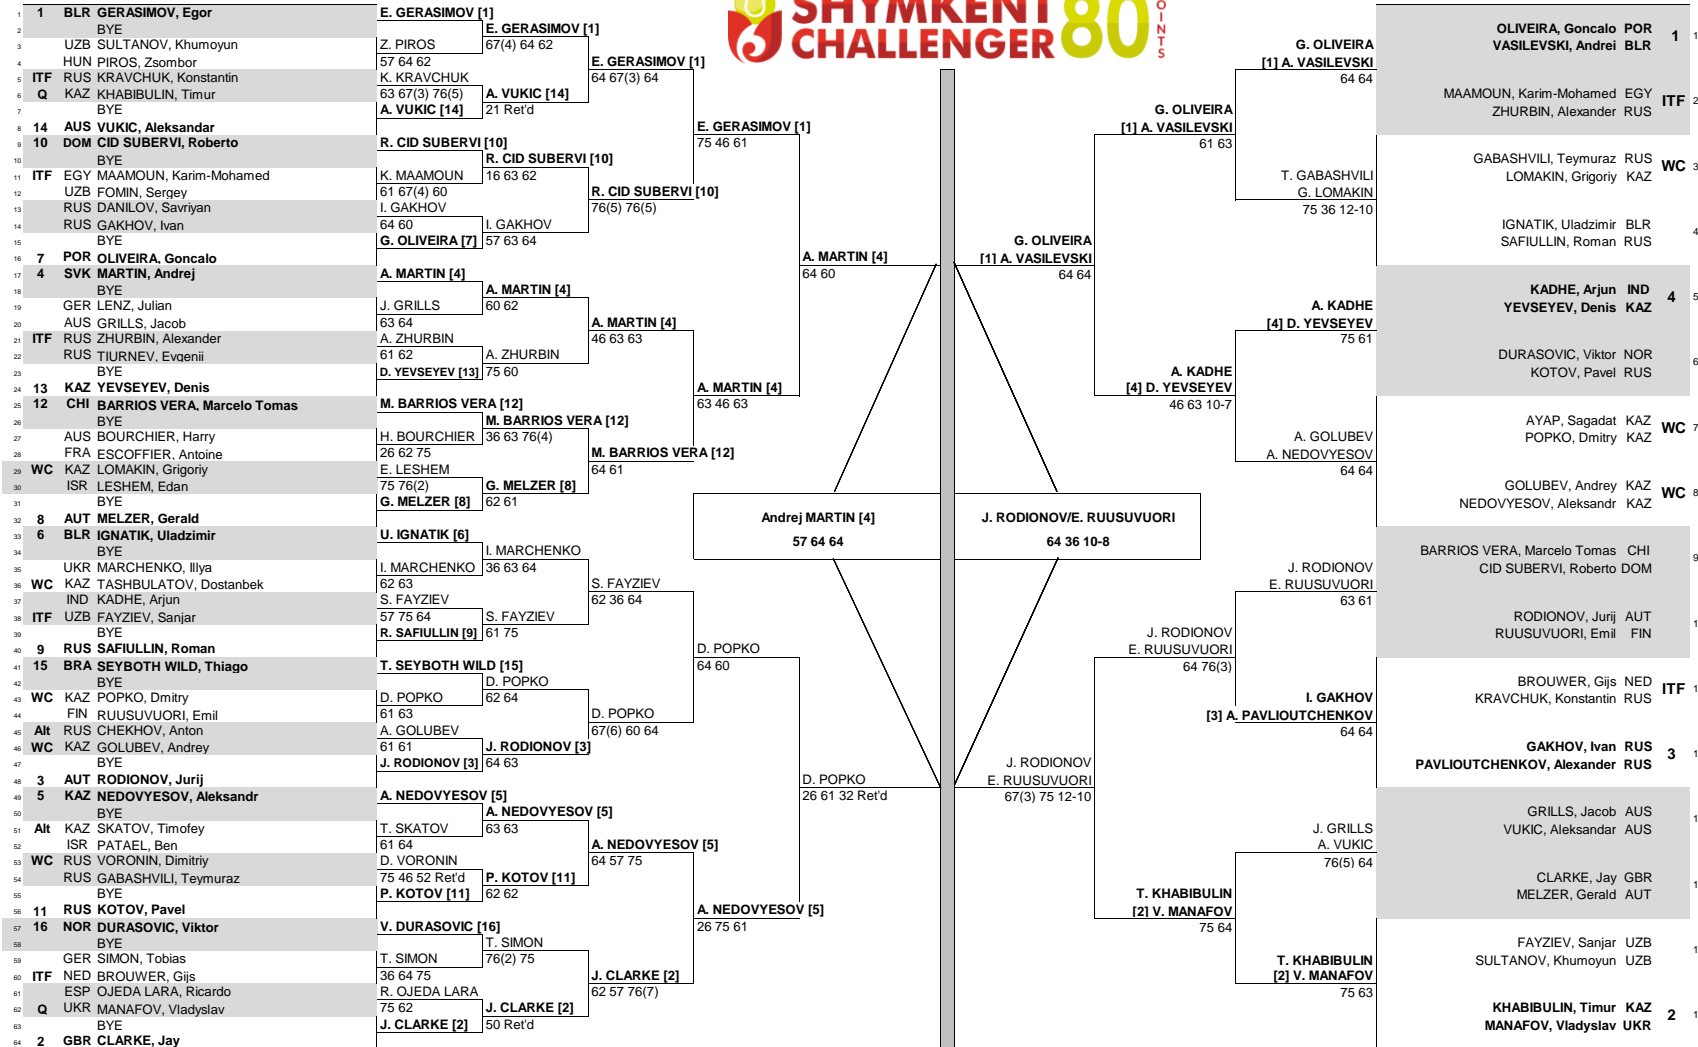 SHYMKENT
CHALLENGER
80
POINTS
1 1 BLR GERASIMOV, Egor
2 BYE
3 UZB SULTANOV, Khumoyun
4 HUN PIROS, Zsombor
5 ITF RUS KRAVCHUK, Konstantin
6 Q KAZ KHABIBULIN, Timur
7 BYE
8 14 AUS VUKIC, Aleksandar
9 10 DOM CID SUBERVI, Roberto
10 BYE
11 ITF EGY MAAMOUN, Karim-Mohamed
12 UZB FOMIN, Sergey
13 RUS DANILOV, Savriyan
14 RUS GAKHOV, Ivan
15 BYE
16 7 POR OLIVEIRA, Goncalo
17 4 SVK MARTIN, Andrej
18 BYE
19 GER LENZ, Julian
20 AUS GRILLS, Jacob
21 ITF RUS ZHURBIN, Alexander
22 RUS TIURNEV, Evgenii
23 BYE
24 13 KAZ YEVSEYEV, Denis
25 12 CHI BARRIOS VERA, Marcelo Tomas
26 BYE
27 AUS BOURCHIER, Harry
28 FRA ESCOFFIER, Antoine
29 WC KAZ LOMAKIN, Grigoriy
30 ISR LESHEM, Edan
31 BYE
32 8 AUT MELZER, Gerald
33 6 BLR IGNATIK, Uladzimir
34 BYE
35 UKR MARCHENKO, Illya
36 WC KAZ TASHBULATOV, Dostanbek
37 IND KADHE, Arjun
38 ITF UZB FAYZIEV, Sanjar
39 BYE
40 9 RUS SAFIULLIN, Roman
41 15 BRA SEYBOTH WILD, Thiago
42 BYE
43 WC KAZ POPKO, Dmitry
44 FIN RUUSUVUORI, Emil
45 Alt RUS CHEKHOV, Anton
46 WC KAZ GOLUBEV, Andrey
47 BYE
48 3 AUT RODIONOV, Jurij
49 5 KAZ NEDOVYESOV, Aleksandr
50 BYE
51 Alt KAZ SKATOV, Timofey
52 ISR PATAEL, Ben
53 WC RUS VORONIN, Dimitriy
54 RUS GABASHVILI, Teymuraz
55 BYE
56 11 RUS KOTOV, Pavel
57 16 NOR DURASOVIC, Viktor
58 BYE
59 GER SIMON, Tobias
60 ITF NED BROUWER, Gijs
61 ESP OJEDA LARA, Ricardo
62 Q UKR MANAFOV, Vladyslav
63 BYE
64 2 GBR CLARKE, Jay
E. GERASIMOV [1]
Z. PIROS
57 64 62
K. KRAVCHUK
63 67(3) 76(5)
A. VUKIC [14]
R. CID SUBERVI [10]
K. MAAMOUN
61 67(4) 60
I. GAKHOV
64 60
G. OLIVEIRA [7]
A. MARTIN [4]
J. GRILLS
63 64
A. ZHURBIN
61 62
D. YEVSEYEV [13]
M. BARRIOS VERA [12]
H. BOURCHIER
26 62 75
E. LESHEM
75 76(2)
G. MELZER [8]
U. IGNATIK [6]
I. MARCHENKO
62 63
S. FAYZIEV
57 75 64
R. SAFIULLIN [9]
T. SEYBOTH WILD [15]
D. POPKO
61 63
A. GOLUBEV
61 61
J. RODIONOV [3]
A. NEDOVYESOV [5]
T. SKATOV
61 64
D. VORONIN
75 46 52 Ret'd
P. KOTOV [11]
V. DURASOVIC [16]
T. SIMON
36 64 75
R. OJEDA LARA
75 62
J. CLARKE [2]
E. GERASIMOV [1]
67(4) 64 62
A. VUKIC [14]
21 Ret'd
R. CID SUBERVI [10]
16 63 62
I. GAKHOV
57 63 64
A. MARTIN [4]
60 62
A. ZHURBIN
75 60
M. BARRIOS VERA [12]
36 63 76(4)
G. MELZER [8]
62 61
I. MARCHENKO
36 63 64
S. FAYZIEV
61 75
D. POPKO
62 64
J. RODIONOV [3]
64 63
A. NEDOVYESOV [5]
63 63
P. KOTOV [11]
62 62
T. SIMON
76(2) 75
J. CLARKE [2]
50 Ret'd
E. GERASIMOV [1]
64 67(3) 64
R. CID SUBERVI [10]
76(5) 76(5)
A. MARTIN [4]
46 63 63
M. BARRIOS VERA [12]
64 61
S. FAYZIEV
62 36 64
D. POPKO
67(6) 60 64
A. NEDOVYESOV [5]
64 57 75
J. CLARKE [2]
62 57 76(7)
E. GERASIMOV [1]
75 46 61
A. MARTIN [4]
63 46 63
D. POPKO
64 60
A. NEDOVYESOV [5]
26 75 61
A. MARTIN [4]
64 60
D. POPKO
26 61 32 Ret'd
Andrej MARTIN [4]
57 64 64
J. RODIONOV/E. RUUSUVUORI
64 36 10-8
G. OLIVEIRA
[1] A. VASILEVSKI
64 64
J. RODIONOV
E. RUUSUVUORI
67(3) 75 12-10
G. OLIVEIRA
[1] A. VASILEVSKI
61 63
A. KADHE
[4] D. YEVSEYEV
46 63 10-7
J. RODIONOV
E. RUUSUVUORI
64 76(3)
T. KHABIBULIN
[2] V. MANAFOV
75 64
G. OLIVEIRA
[1] A. VASILEVSKI
64 64
T. GABASHVILI
G. LOMAKIN
75 36 12-10
A. KADHE
[4] D. YEVSEYEV
75 61
A. GOLUBEV
A. NEDOVYESOV
64 64
J. RODIONOV
E. RUUSUVUORI
63 61
I. GAKHOV
[3] A. PAVLIOUTCHENKOV
64 64
J. GRILLS
A. VUKIC
76(5) 64
T. KHABIBULIN
[2] V. MANAFOV
75 63
OLIVEIRA, Goncalo POR
VASILEVSKI, Andrei BLR
1 1
MAAMOUN, Karim-Mohamed EGY
ZHURBIN, Alexander RUS
ITF 2
GABASHVILI, Teymuraz RUS
LOMAKIN, Grigoriy KAZ
WC 3
IGNATIK, Uladzimir BLR
SAFIULLIN, Roman RUS
4
KADHE, Arjun IND
YEVSEYEV, Denis KAZ
4 5
DURASOVIC, Viktor NOR
KOTOV, Pavel RUS
6
AYAP, Sagadat KAZ
POPKO, Dmitry KAZ
WC 7
GOLUBEV, Andrey KAZ
NEDOVYESOV, Aleksandr KAZ
WC 8
BARRIOS VERA, Marcelo Tomas CHI
CID SUBERVI, Roberto DOM
9
RODIONOV, Jurij AUT
RUUSUVUORI, Emil FIN
1
BROUWER, Gijs NED
KRAVCHUK, Konstantin RUS
ITF 1
GAKHOV, Ivan RUS
PAVLIOUTCHENKOV, Alexander RUS
3 1
GRILLS, Jacob AUS
VUKIC, Aleksandar AUS
1
CLARKE, Jay GBR
MELZER, Gerald AUT
1
FAYZIEV, Sanjar UZB
SULTANOV, Khumoyun UZB
1
KHABIBULIN, Timur KAZ
MANAFOV, Vladyslav UKR
2 1